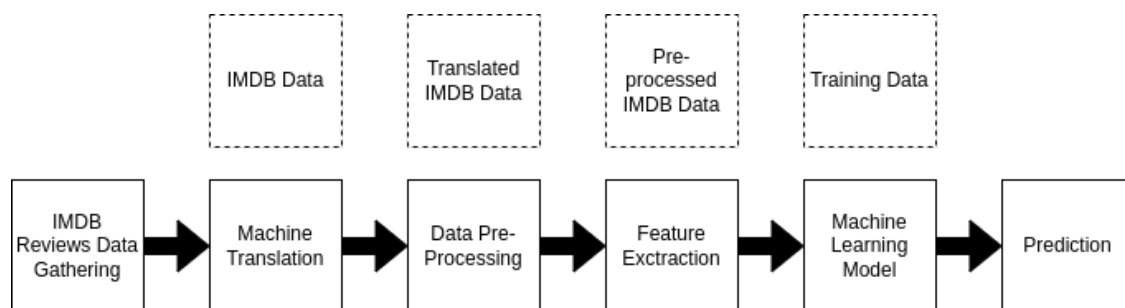 IMDB Data
Translated
IMDB Data
Pre-
processed
IMDB Data
Training Data
IMDB
Reviews Data
Gathering
Machine
Translation
Data Pre-
Processing
Feature
Exctraction
Machine
Learning
Model
Prediction